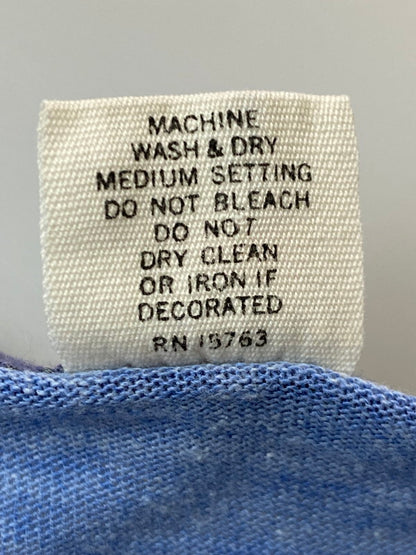 MACHINE
WASH & DRY
MEDIUM SETTING
DO NOT BLEACH
DO NOT
DRY CLEAN
OR IRON IF
DECORATED
RN 15763